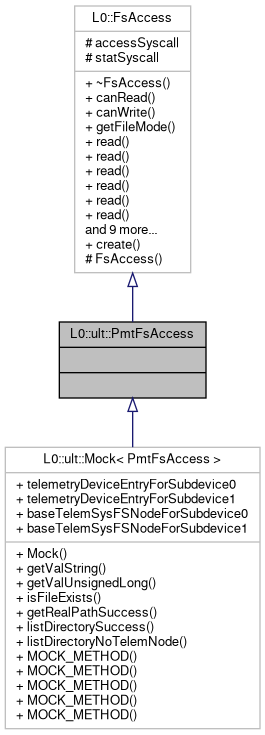 L0::FsAccess
# accessSyscall
# statSyscall
+ ~FsAccess()
+ canRead()
+ canWrite()
+ getFileMode()
+ read()
+ read()
+ read()
+ read()
+ read()
+ read()
and 9 more...
+ create()
# FsAccess()
L0::ult::PmtFsAccess
L0::ult::Mock< PmtFsAccess >
+ telemetryDeviceEntryForSubdevice0
+ telemetryDeviceEntryForSubdevice1
+ baseTelemSysFSNodeForSubdevice0
+ baseTelemSysFSNodeForSubdevice1
+ Mock()
+ getValString()
+ getValUnsignedLong()
+ isFileExists()
+ getRealPathSuccess()
+ listDirectorySuccess()
+ listDirectoryNoTelemNode()
+ MOCK_METHOD()
+ MOCK_METHOD()
+ MOCK_METHOD()
+ MOCK_METHOD()
+ MOCK_METHOD()